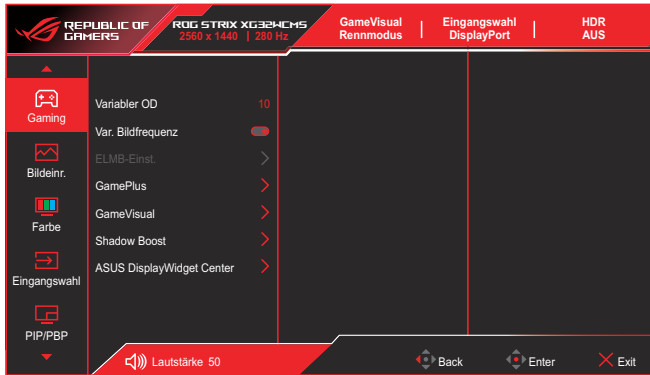 REPUBLIC OF
GAMERS
ROG STRIX XG32WCMS
2560 x 1440 | 280 Hz
GameVisual
Rennmodus
Eingangswahl
DisplayPort
HDR
AUS
Gaming
Bildeinr.
Farbe
Eingangswahl
PIP/PBP
Variabler OD 10
Var. Bildfrequenz
ELMB-Einst.
GamePlus
GameVisual
Shadow Boost
ASUS DisplayWidget Center
Lautstärke 50
Back
Enter
Exit